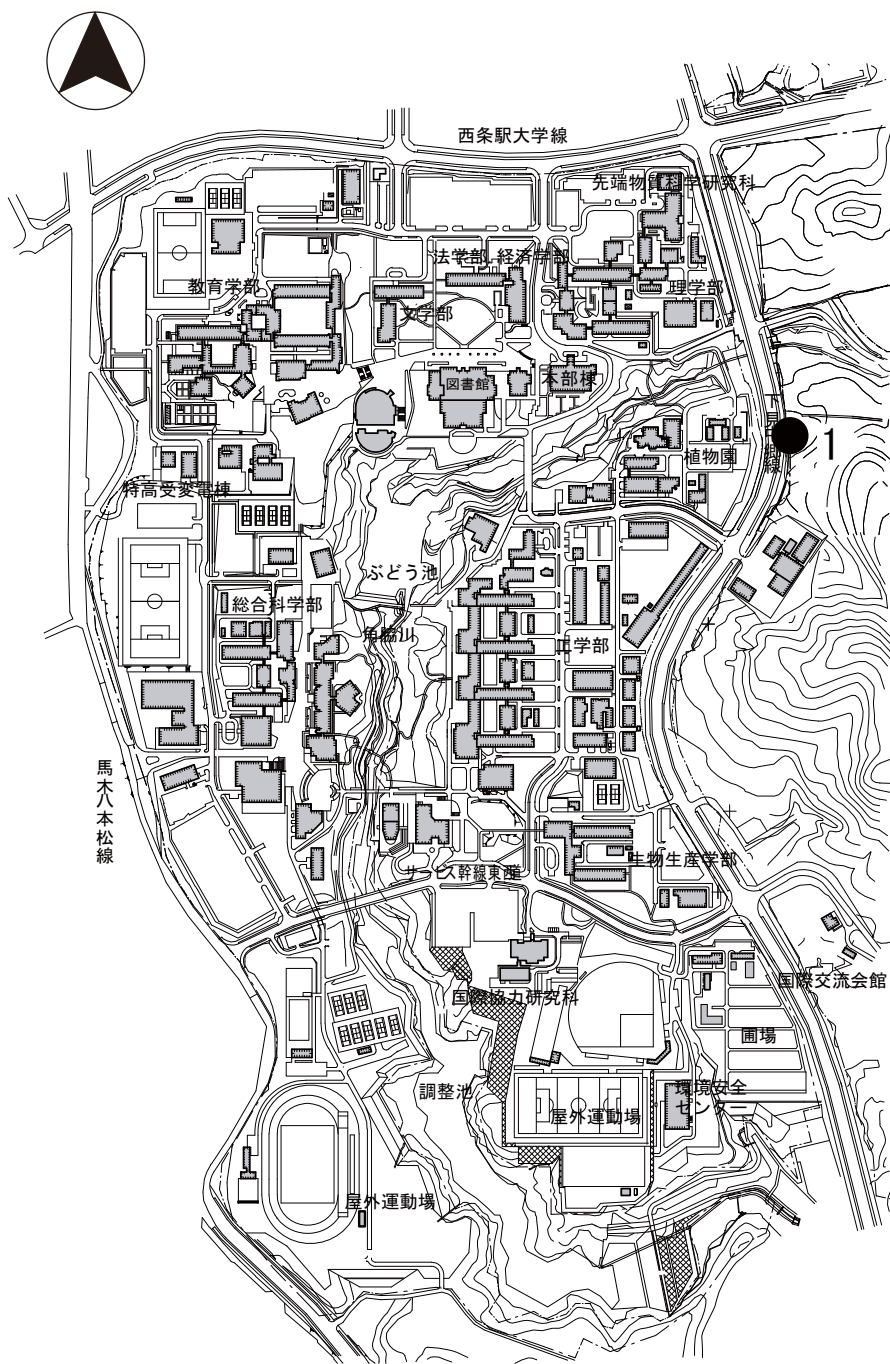 西条駅大学線
先端物質科学研究科
法学部
経済学部
教育学部
理学部
文学部
図書館
本部棟
1
植物園
特高受変電棟
ぶどう池
総合科学部
角脇川
工学部
馬木八本松線
サービス幹線東西道
生物生産学部
国際交流会館
国際協力研究科
圃場
調整池
環境安全
センター
屋外運動場
屋外運動場